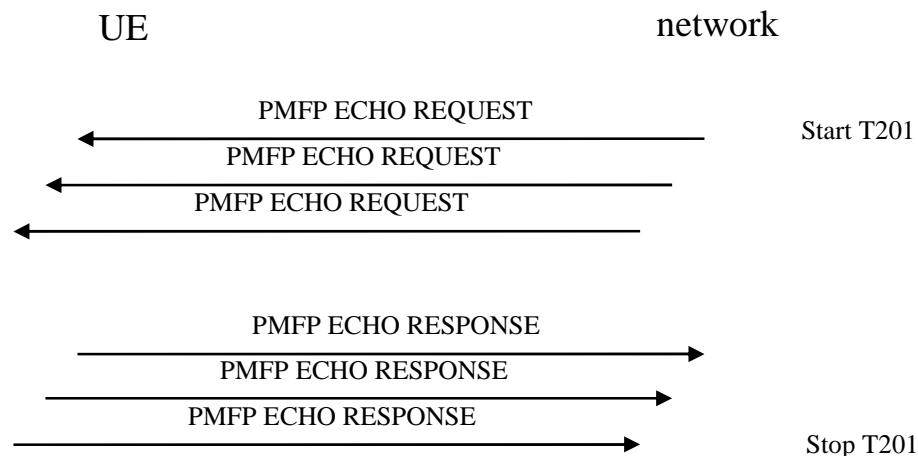 UE
network
PMFP ECHO REQUEST
Start T201
PMFP ECHO REQUEST
PMFP ECHO REQUEST
PMFP ECHO RESPONSE
PMFP ECHO RESPONSE
PMFP ECHO RESPONSE
Stop T201